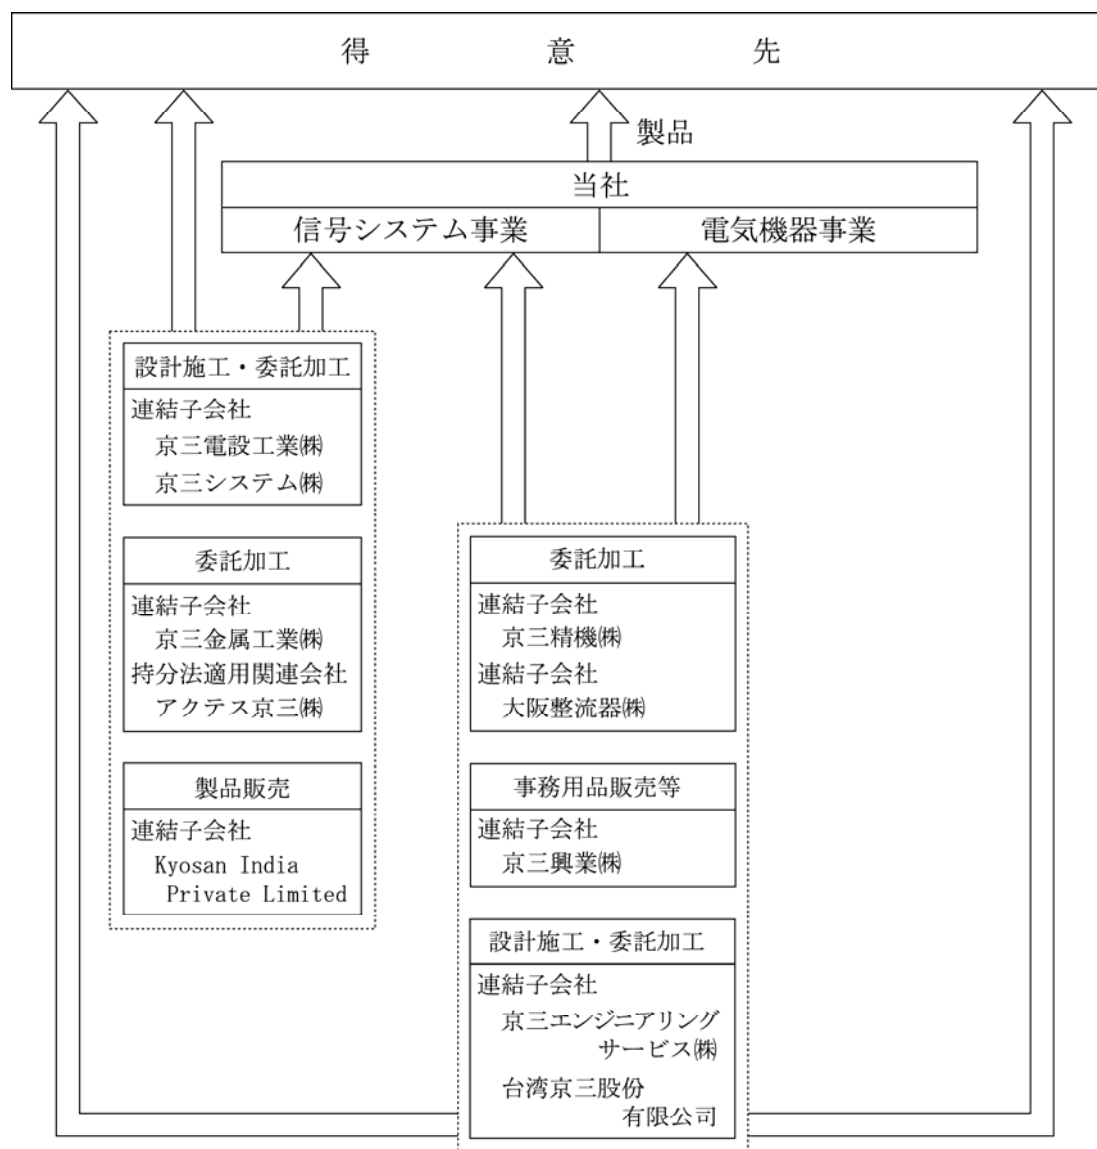 得意先
製品
当社
信号システム事業
電気機器事業
設計施工・委託加工
連結子会社
京三電設工業㈱
京三システム㈱
委託加工
連結子会社
京三金属工業㈱
持分法適用関連会社
アクテス京三㈱
製品販売
連結子会社
Kyosan India
Private Limited
委託加工
連結子会社
京三精機㈱
連結子会社
大阪整流器㈱
事務用品販売等
連結子会社
京三興業㈱
設計施工・委託加工
連結子会社
京三エンジニアリング
サービス㈱
台湾京三股份
有限公司